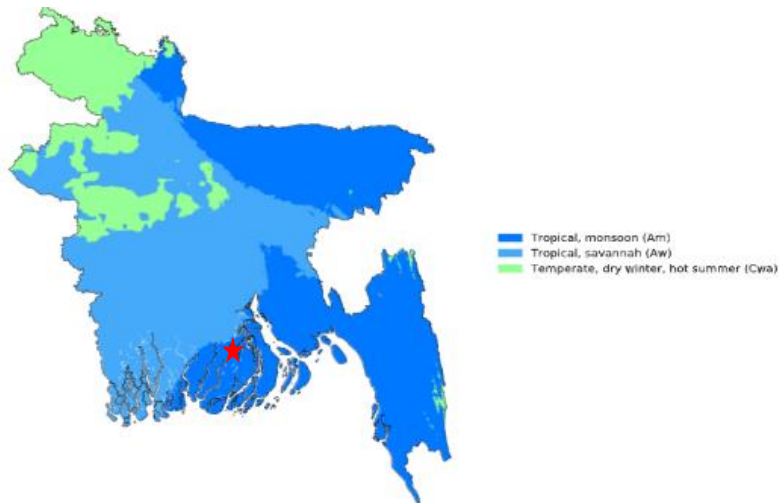 Tropical, monsoon (Am)
Tropical, savannah (Aw)
Temperate, dry winter, hot summer (Cwa)